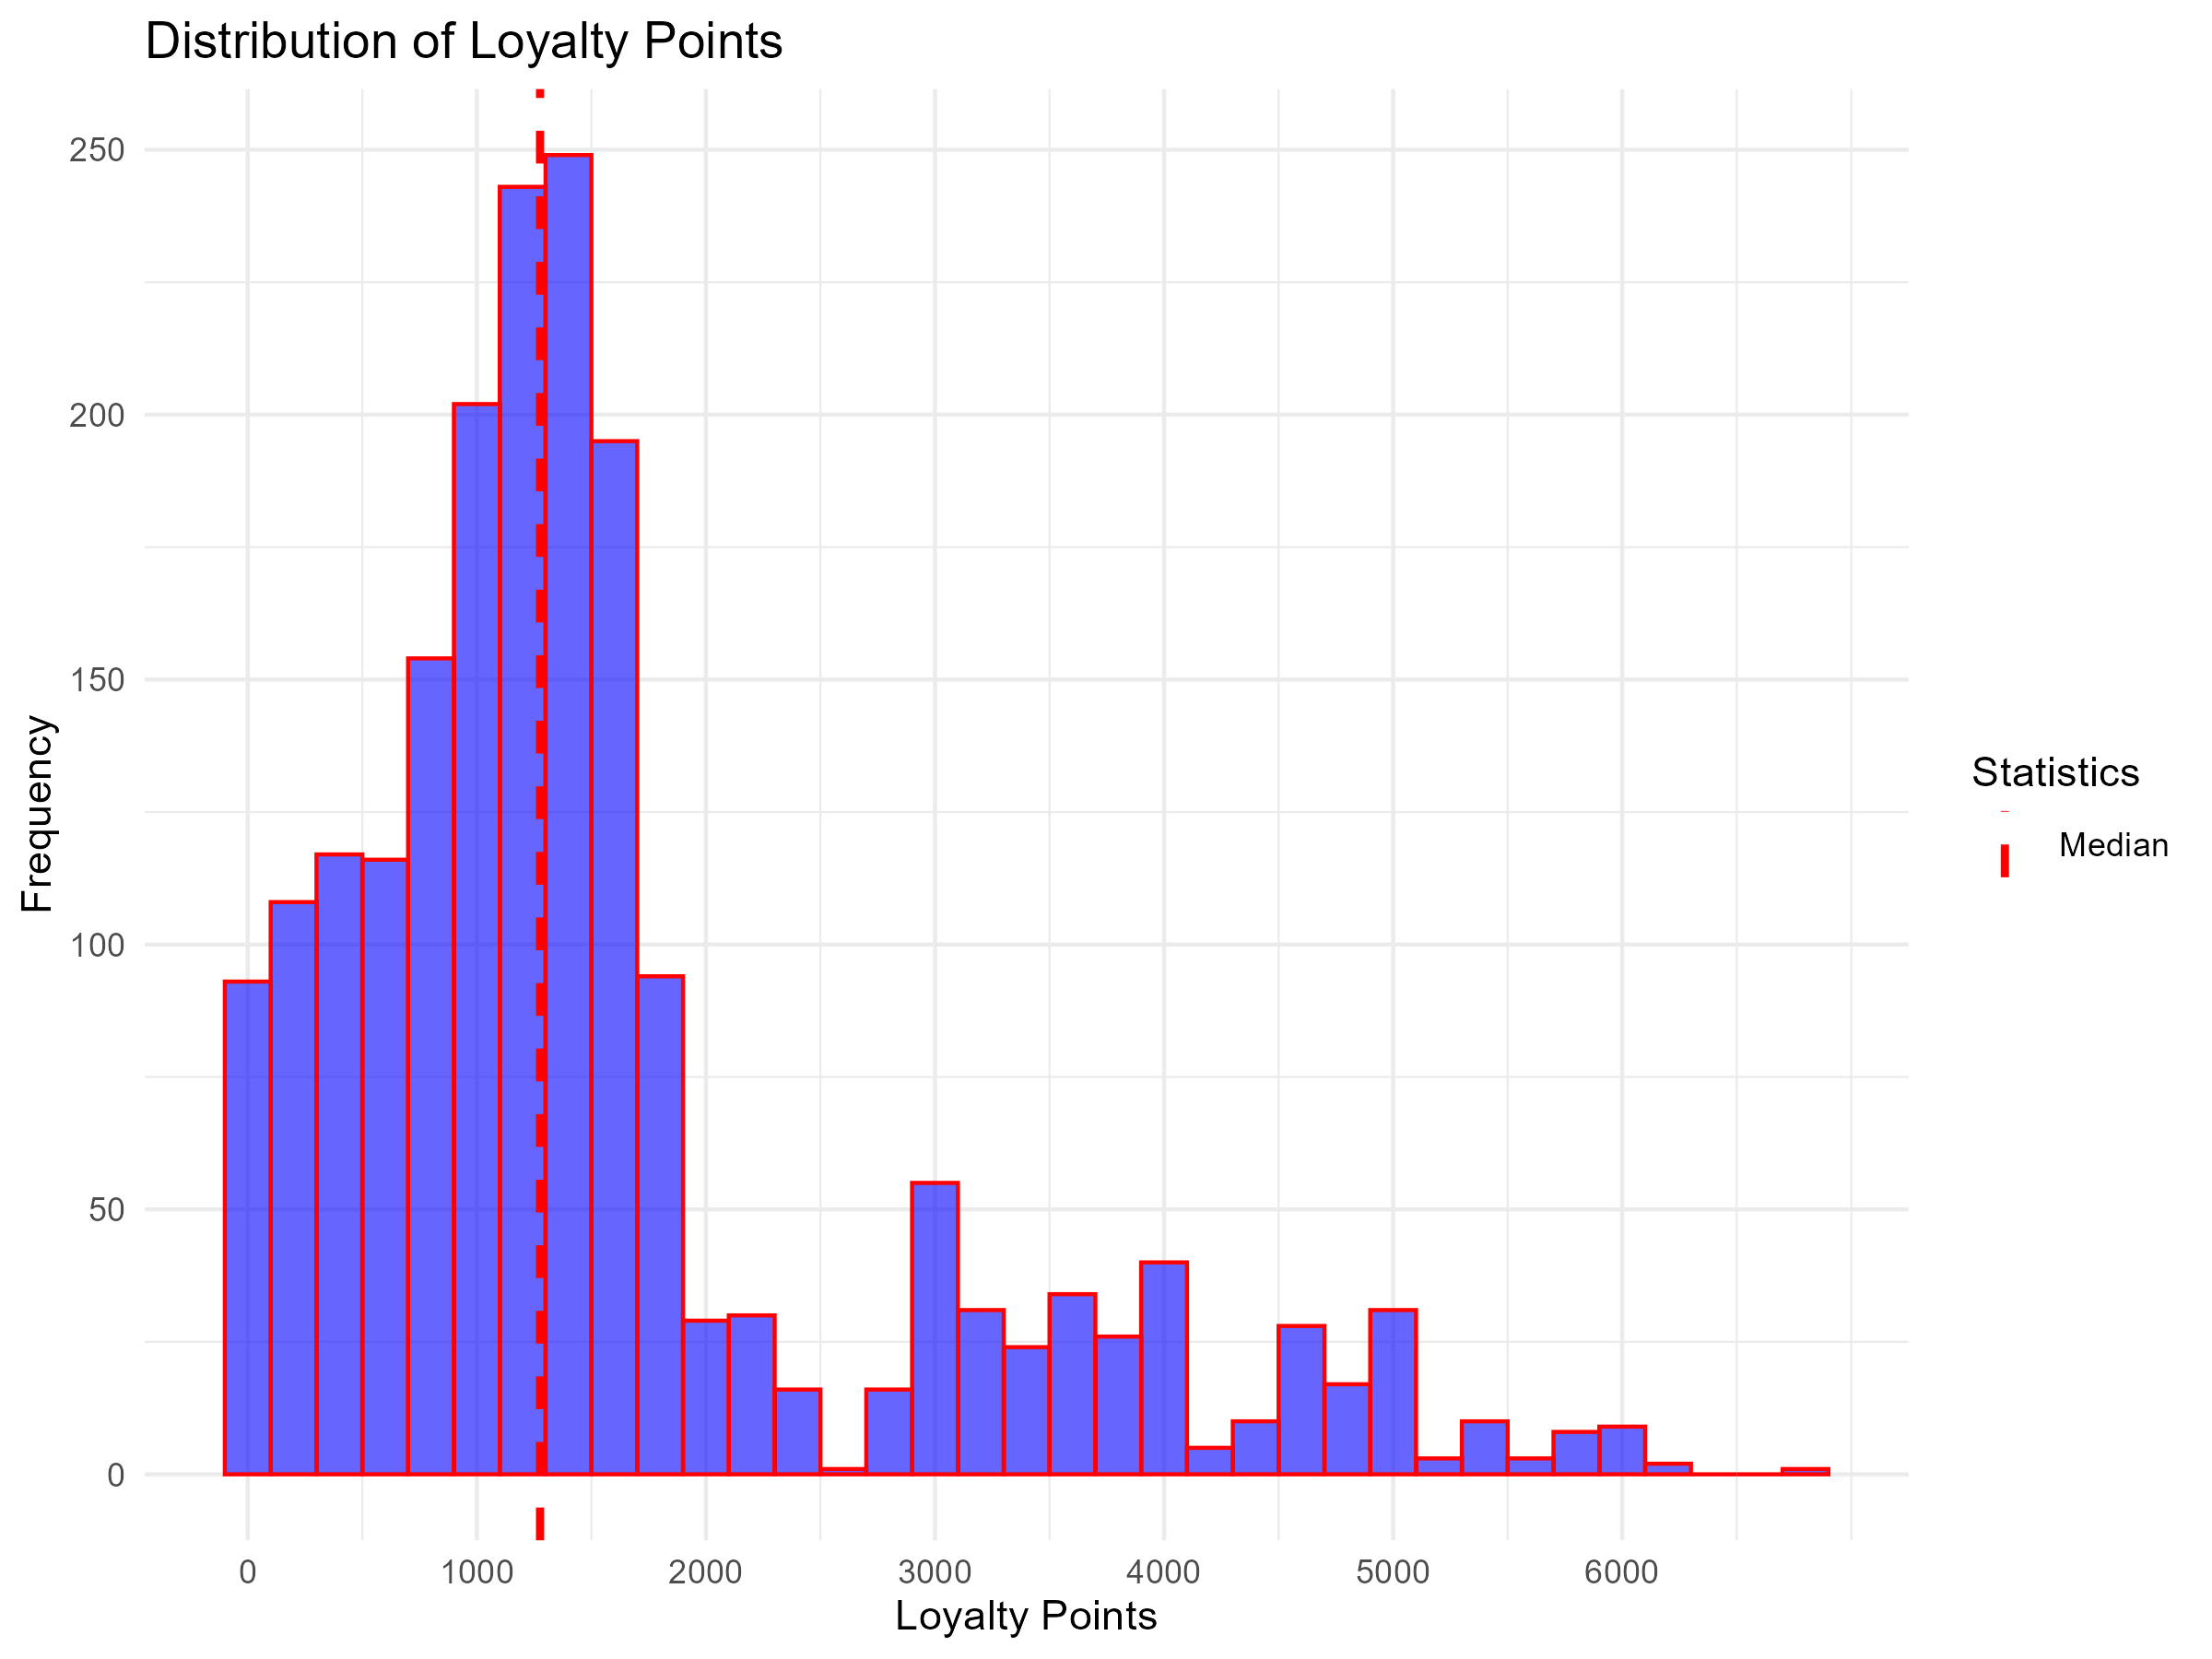 Distribution of Loyalty Points
250
200
150
100
50
0
Frequency
0 1000 2000 3000 4000 5000 6000
Loyalty Points
Statistics
Median